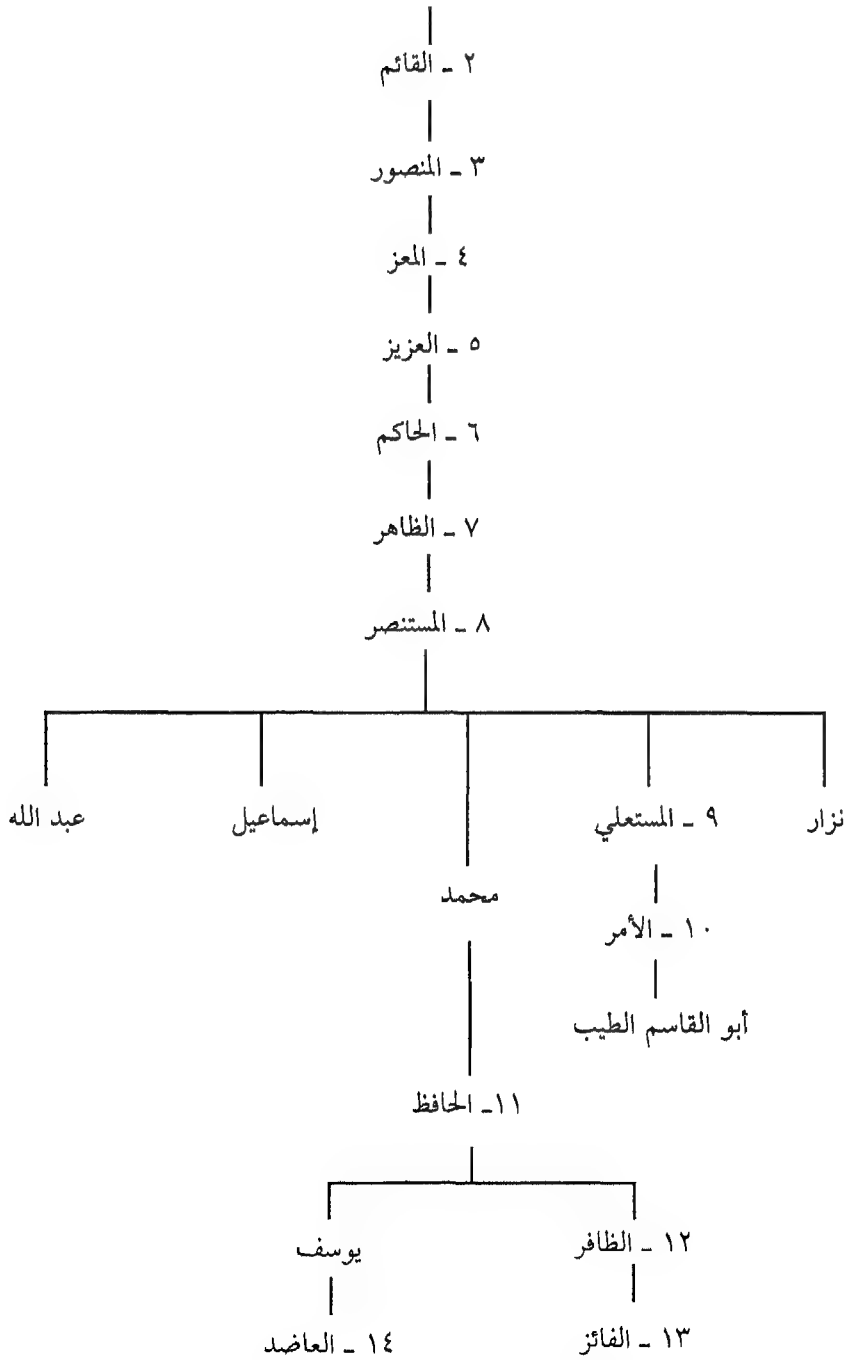 ٢ ـ القائم
٣ ـ المنصور
٤ ـ المعز
٥ ـ العزيز
٦ ـ الحاكم
٧ ـ الظاهر
٨ ـ المستنصر
نزار
٩ ـ المستعلي
إسماعيل
عبد الله
محمد
١٠ ـ الأمر
أبو القاسم الطيب
١١ـ الحافظ
١٢ ـ الظافر
يوسف
١٣ ـ الفائز
١٤ ـ العاضد